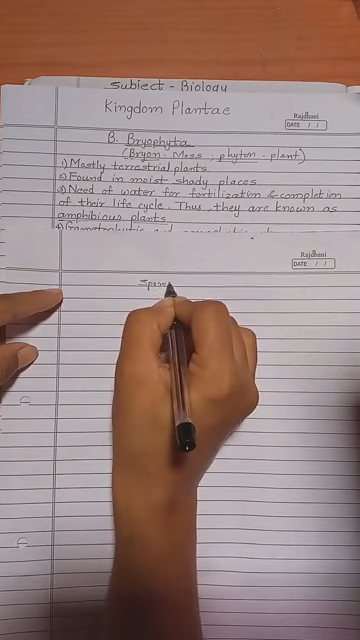 Subject - Biology
Kingdom Plantae
Rajdhani
DATE / /
B. Bryophyta
(Bryon - Moss ; phyton - plant)
1) Mostly terrestrial plants.
2) Found in moist shady places.
3) Need of water for fertilization & completion
of their life cycle. Thus, they are known as
amphibious plants
Rajdhani
DATE / /
Spore